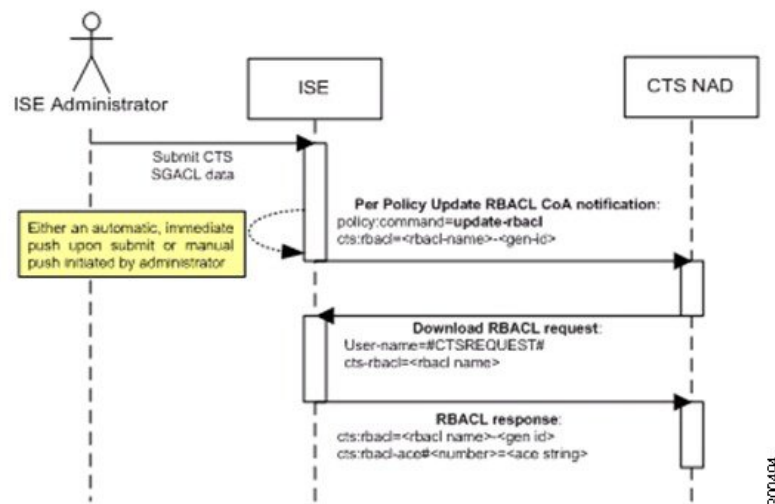 ISE Administrator
ISE
CTS NAD
Submit CTS
SGACL data
Either an automatic, immediate
push upon submit or manual
push initiated by administrator
Per Policy Update RBACL CoA notification:
policy:command=update-rbacl
cts:rbacl=<rbacl-name>-<gen-id>
Download RBACL request:
User-name=#CTSREQUEST#
cts-rbacl=<rbacl name>
RBACL response:
cts:rbacl=<rbacl name>-<gen id>
cts:rbacl-ace#<number>=<ace string>